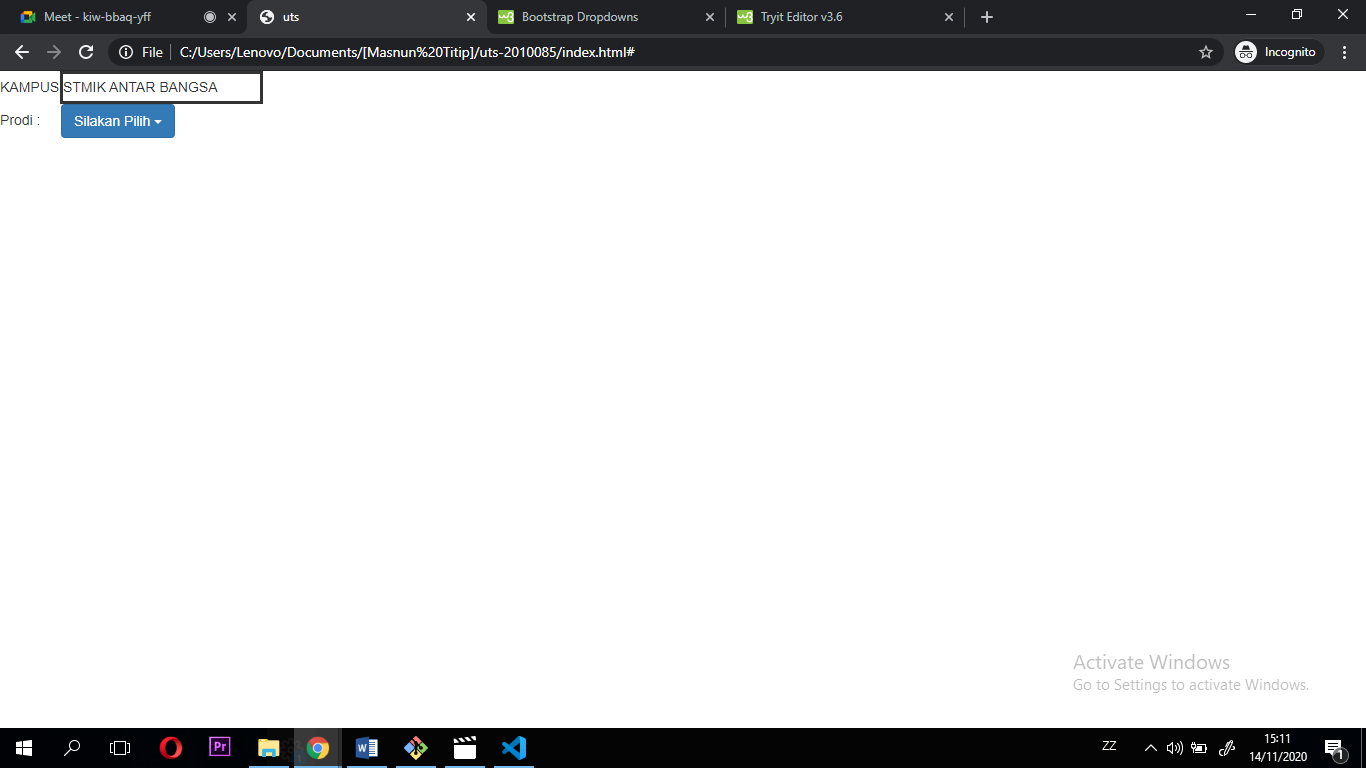 Meet - kiw-bbaq-yff
uts
Bootstrap Dropdowns
Tryit Editor v3.6
File
C:/Users/Lenovo/Documents/[Masnun%20Titip]/uts-2010085/index.html#
Incognito
KAMPUS STMIK ANTAR BANGSA
Prodi : Silakan Pilih
Activate Windows
Go to Settings to activate Windows.
Pr
ZZ
15:11
14/11/2020
1